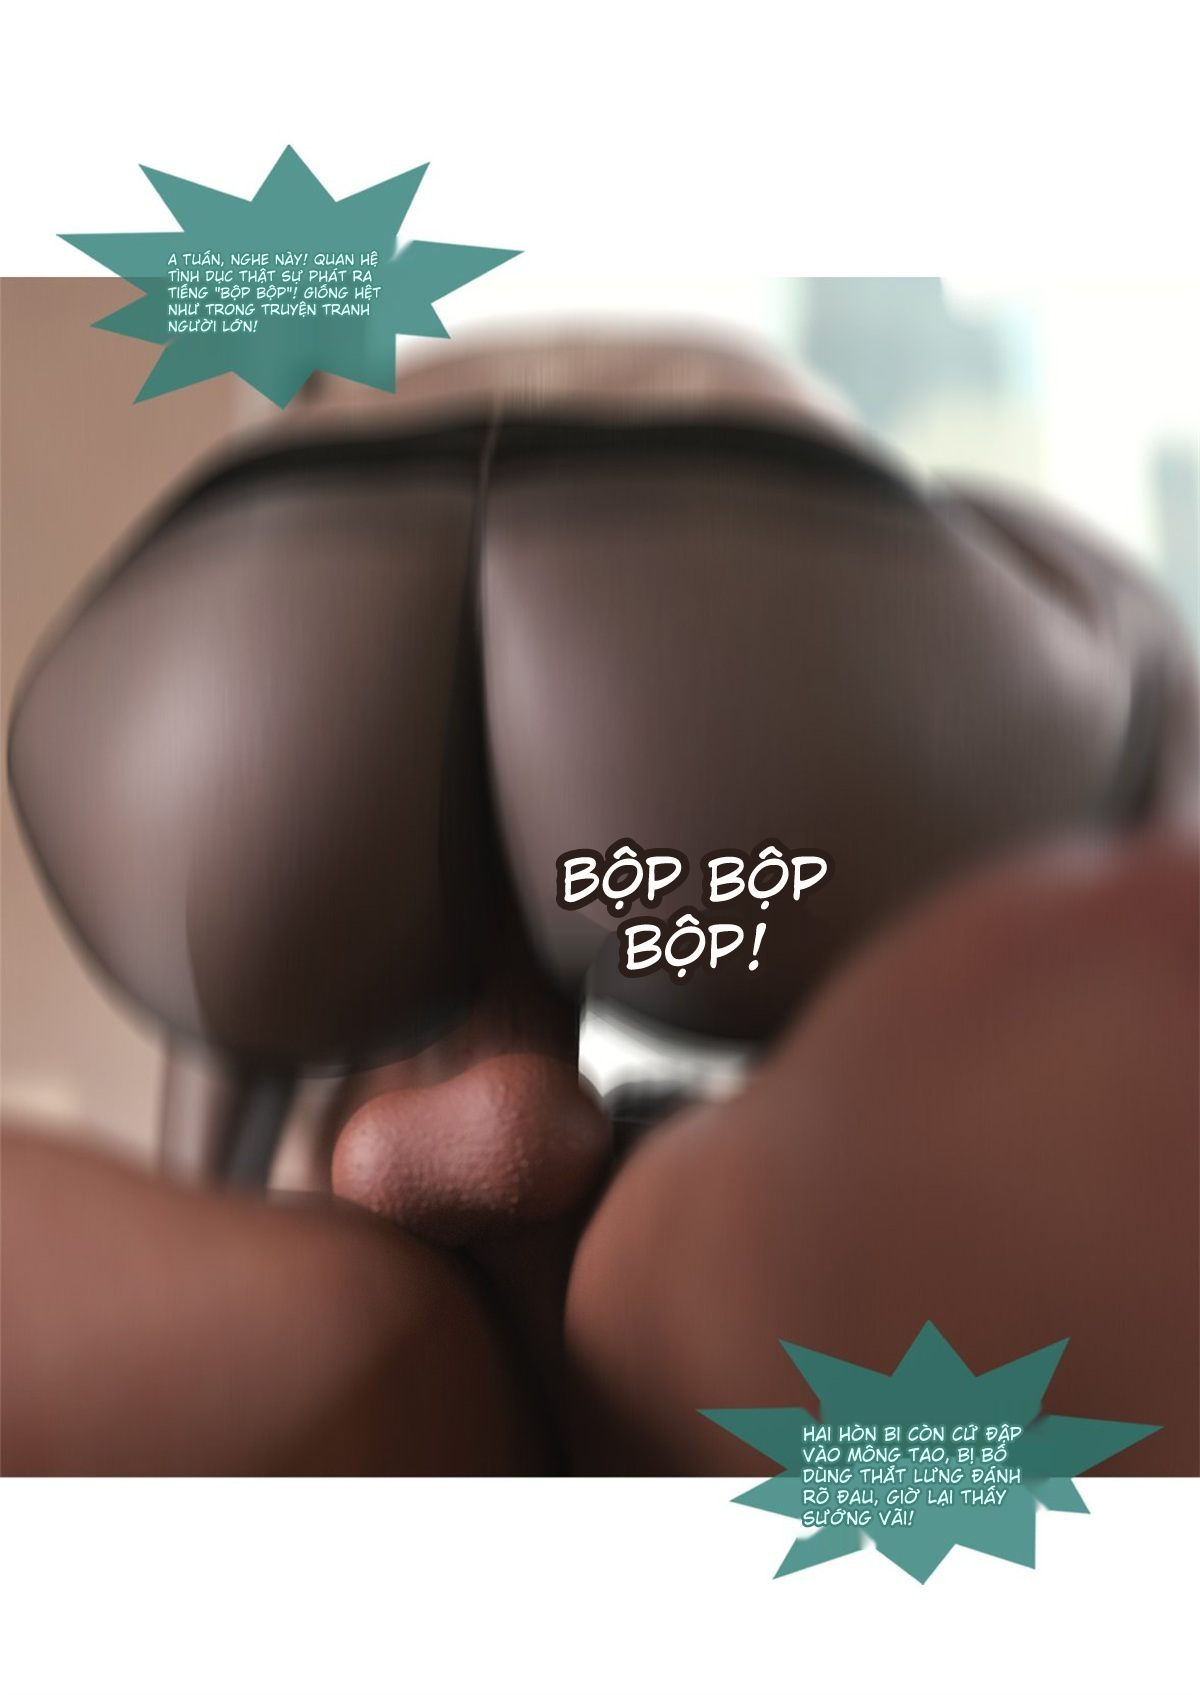 A TUẤN, NGHE NÀY! QUAN HỆ
TÌNH DỤC THẬT SỰ PHÁT RA
TIẾNG "BỘP BỘP"! GIỐNG HỆT
NHƯ TRONG TRUYỆN TRANH
NGƯỜI LỚN!
BỘP BỘP
BỘP!
HAI HÒN BI CÒN CỨ ĐẬP
VÀO MÔNG TAO, BỊ BỐ
DÙNG THẮT LƯNG ĐÁNH
RÕ ĐAU, GIỜ LẠI THẤY
SƯỚNG VÃI!